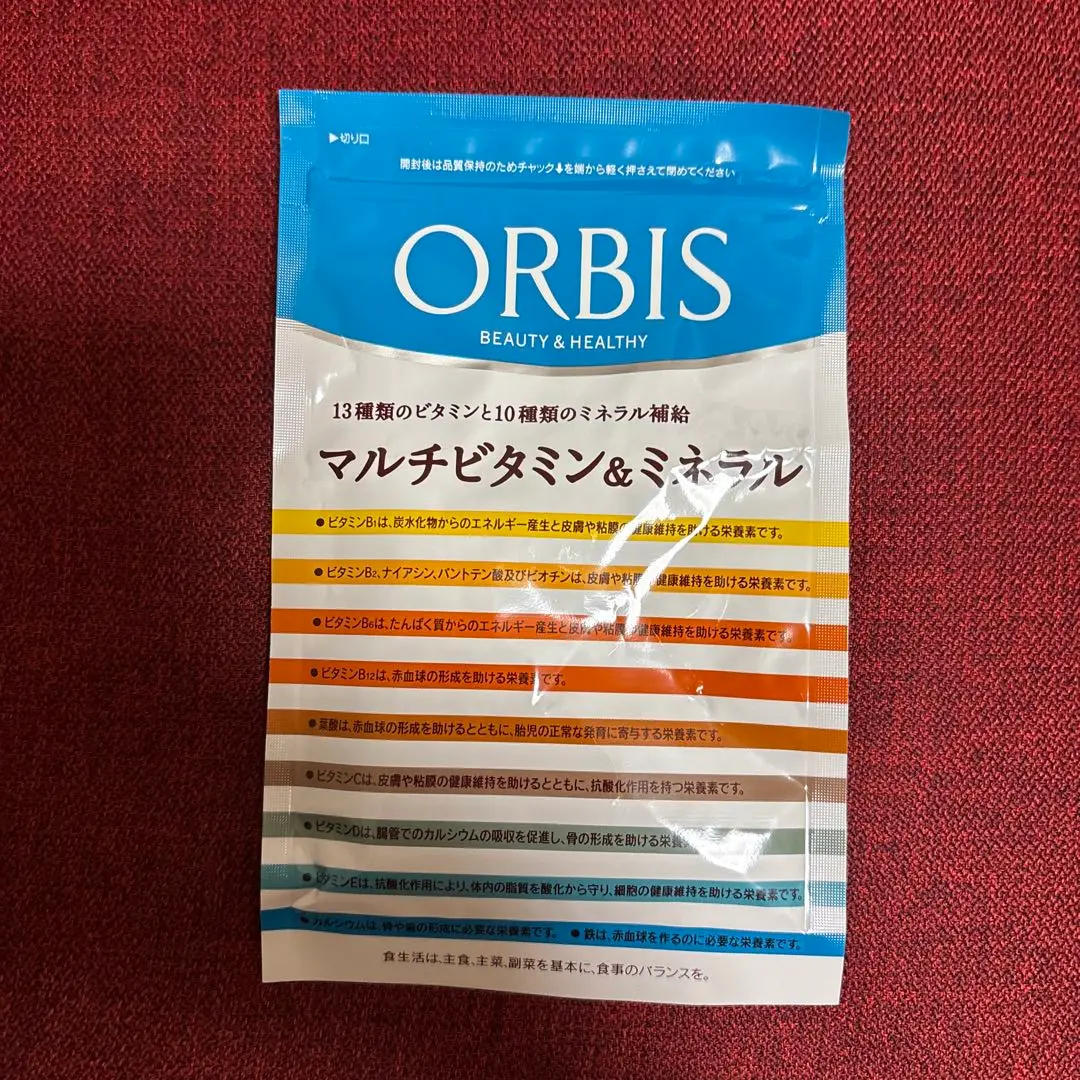 ▶切り口
開封後は品質保持のためチャック⬇を端から軽く押さえて閉めてください
ORBIS
BEAUTY & HEALTHY
13種類のビタミンと10種類のミネラル補給
マルチビタミン&ミネラル
●ビタミンB1は、炭水化物からのエネルギー産生と皮膚や粘膜の健康維持を助ける栄養素です。
●ビタミンB2、ナイアシン、パントテン酸及びビオチンは、皮膚や粘膜の健康維持を助ける栄養素です。
●ビタミンB6は、たんぱく質からのエネルギー産生と皮膚や粘膜の健康維持を助ける栄養素です。
●ビタミンB12は、赤血球の形成を助ける栄養素です。
●葉酸は、赤血球の形成を助けるとともに、胎児の正常な発育に寄与する栄養素です。
●ビタミンCは、皮膚や粘膜の健康維持を助けるとともに、抗酸化作用を持つ栄養素です。
●ビタミンDは、腸管でのカルシウムの吸収を促進し、骨の形成を助ける栄養
●ビタミンEは、抗酸化作用により、体内の脂質を酸化から守り、細胞の健康維持を助ける栄養素です。
●カルシウムは、骨や歯の形成に必要な栄養素です。 ●鉄は、赤血球を作るのに必要な栄養素です。
食生活は、主食、主菜、副菜を基本に、食事のバランスを。